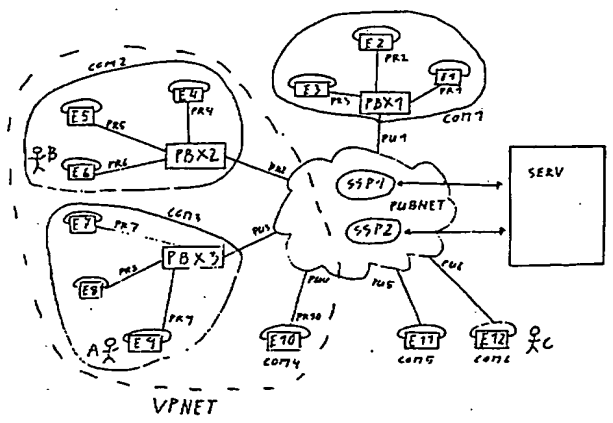 E2
PR2
E3
PR3
E1
PR1
PBX1
COM1
PU1
COM2
E4
PR4
E5
PR5
B
E6
PR6
PBX2
PU2
SSP1
PUBNET
SSP2
SERV
COM3
E7
PR7
PBX3
PU3
E8
PR8
PR9
A
E9
PU4
PR10
E10
COM4
PU5
E11
COM5
PU6
E12
C
COM6
VPNET